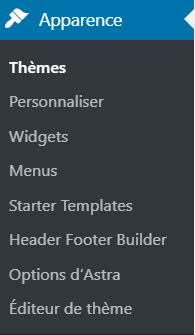 Apparence
Thèmes
Personnaliser
Widgets
Menus
Starter Templates
Header Footer Builder
Options d’Astra
Éditeur de thème